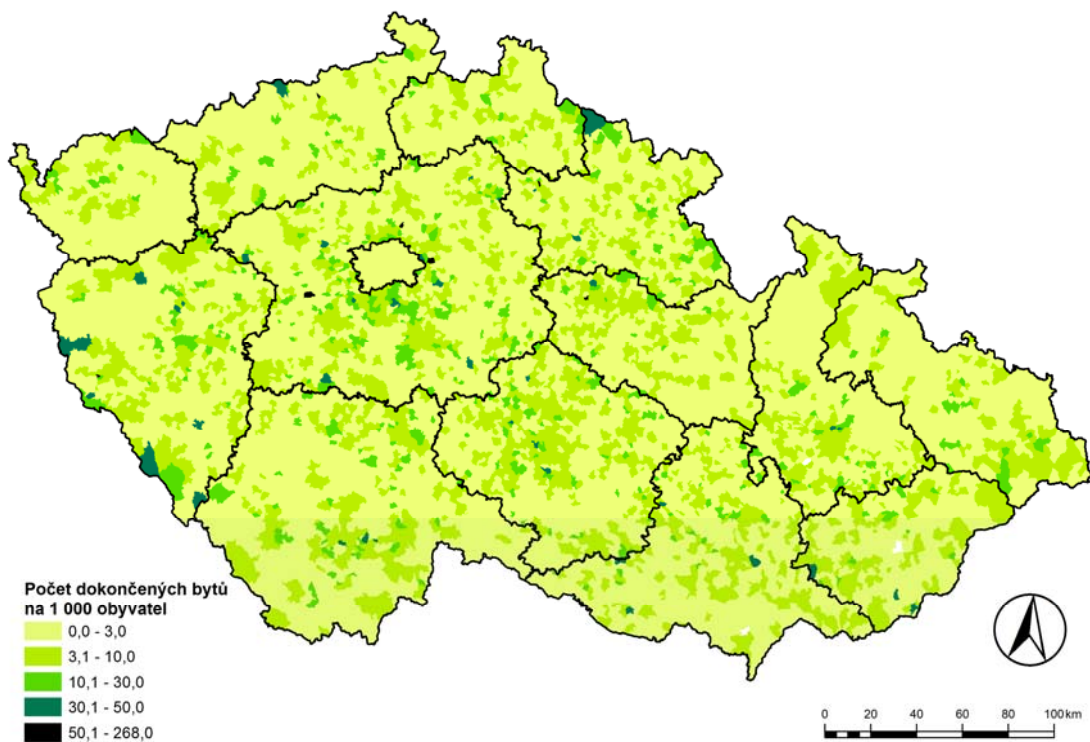 Počet dokončených bytů
na 1 000 obyvatel
0,0 - 3,0
3,1 - 10,0
10,1 - 30,0
30,1 - 50,0
50,1 - 268,0
0 20 40 60 80 100 km